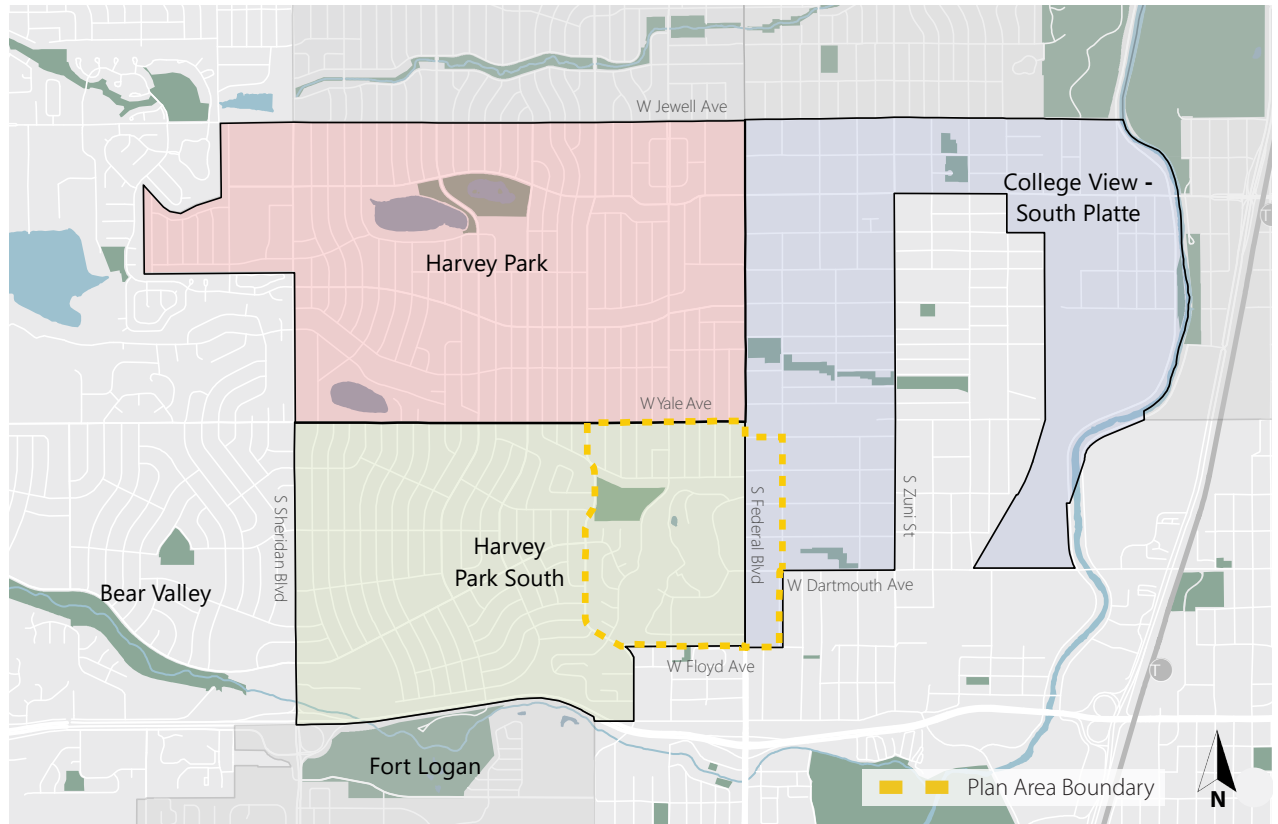 W Jewell Ave
College View -
South Platte
T
Harvey Park
W Yale Ave
S Sheridan Blvd
S Federal Blvd
S Zuni St
Harvey
Park South
W Dartmouth Ave
Bear Valley
W Floyd Ave
T
Fort Logan
Plan Area Boundary
N